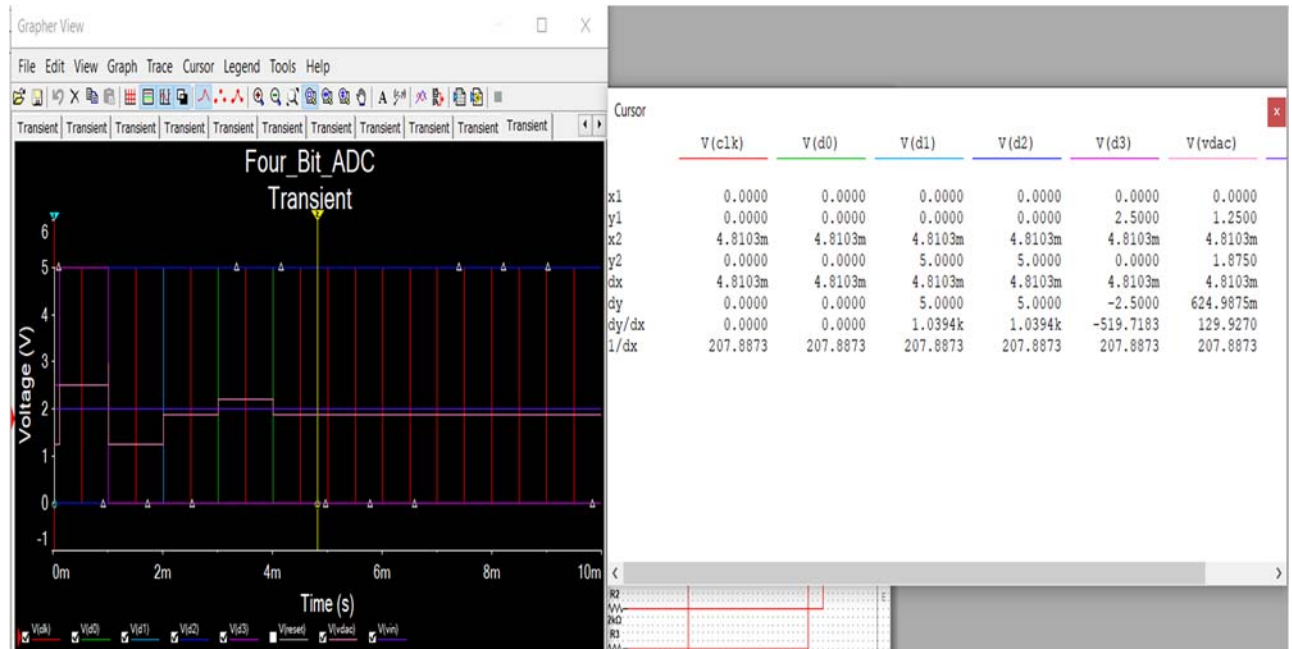 Grapher View
File Edit View Graph Trace Cursor Legend Tools Help
Transient Transient Transient Transient Transient Transient Transient Transient Transient Transient Transient
Four_Bit_ADC
Transient
Voltage (V)
6
5
4
3
2
1
0
-1
0m 2m 4m 6m 8m 10m
Time (s)
V(clk) V(d0) V(d1) V(d2) V(d3) V(reset) V(vdac) V(vin)
Cursor
V(clk) V(d0) V(d1) V(d2) V(d3) V(vdac)
x1 0.0000 0.0000 0.0000 0.0000 0.0000 0.0000
y1 0.0000 0.0000 0.0000 0.0000 2.5000 1.2500
x2 4.8103m 4.8103m 4.8103m 4.8103m 4.8103m 4.8103m
y2 0.0000 0.0000 5.0000 5.0000 0.0000 1.8750
dx 4.8103m 4.8103m 4.8103m 4.8103m 4.8103m 4.8103m
dy 0.0000 0.0000 5.0000 5.0000 -2.5000 624.9875m
dy/dx 0.0000 0.0000 1.0394k 1.0394k -519.7183 129.9270
1/dx 207.8873 207.8873 207.8873 207.8873 207.8873 207.8873
R2
2kΩ
R3